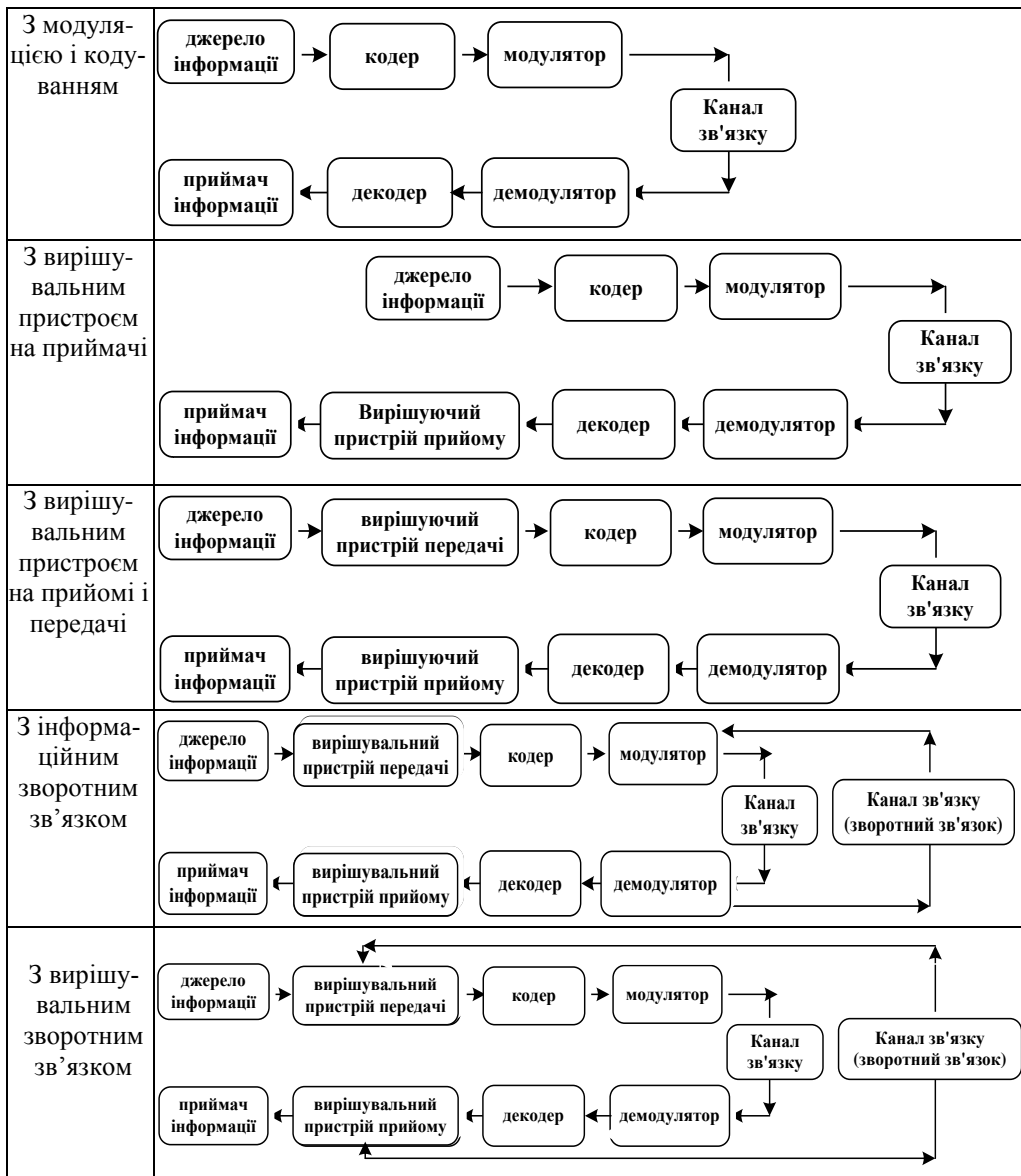 З модуля-
цією і коду-
ванням
джерело
інформації
кодер
модулятор
Канал
зв'язку
приймач
інформації
декодер
демодулятор
З вирішу-
вальним
пристроєм
на приймачі
джерело
інформації
кодер
модулятор
Канал
зв'язку
приймач
інформації
Вирішуючий
пристрій прийому
декодер
демодулятор
З вирішу-
вальним
пристроєм
на прийомі і
передачі
джерело
інформації
вирішуючий
пристрій передачі
кодер
модулятор
Канал
зв'язку
приймач
інформації
вирішуючий
пристрій прийому
декодер
демодулятор
З інформа-
ційним
зворотним
зв’язком
джерело
інформації
вирішувальний
пристрій передачі
кодер
модулятор
Канал
зв'язку
Канал зв'язку
(зворотний зв'язок)
приймач
інформації
вирішувальний
пристрій прийому
декодер
демодулятор
З вирішу-
вальним
зворотним
зв’язком
джерело
інформації
вирішувальний
пристрій передачі
кодер
модулятор
Канал
зв'язку
Канал зв'язку
(зворотний зв'язок)
приймач
інформації
вирішувальний
пристрій прийому
декодер
демодулятор